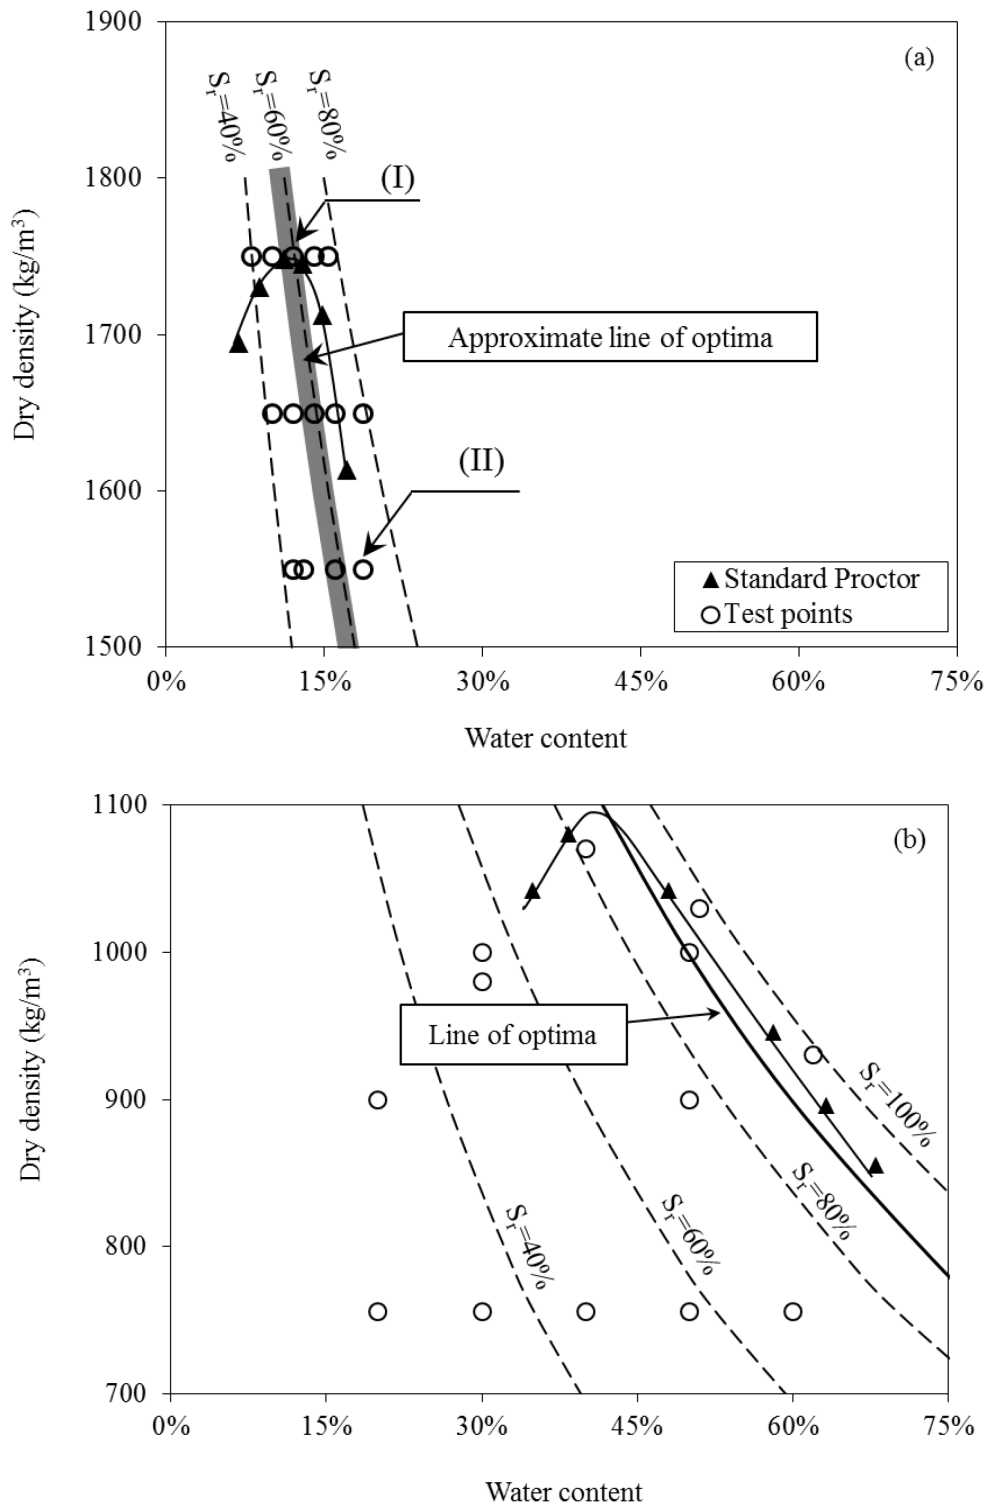 1900
(a)
Sr=40%
Sr=60%
Sr=80%
1800
(I)
Dry density (kg/m³)
1700
Approximate line of optima
(II)
1600
Standard Proctor
Test points
1500
0%
15%
30%
45%
60%
75%
Water content
1100
(b)
1000
Dry density (kg/m³)
Line of optima
900
Sr=100%
Sr=80%
Sr=60%
Sr=40%
800
700
0%
15%
30%
45%
60%
75%
Water content